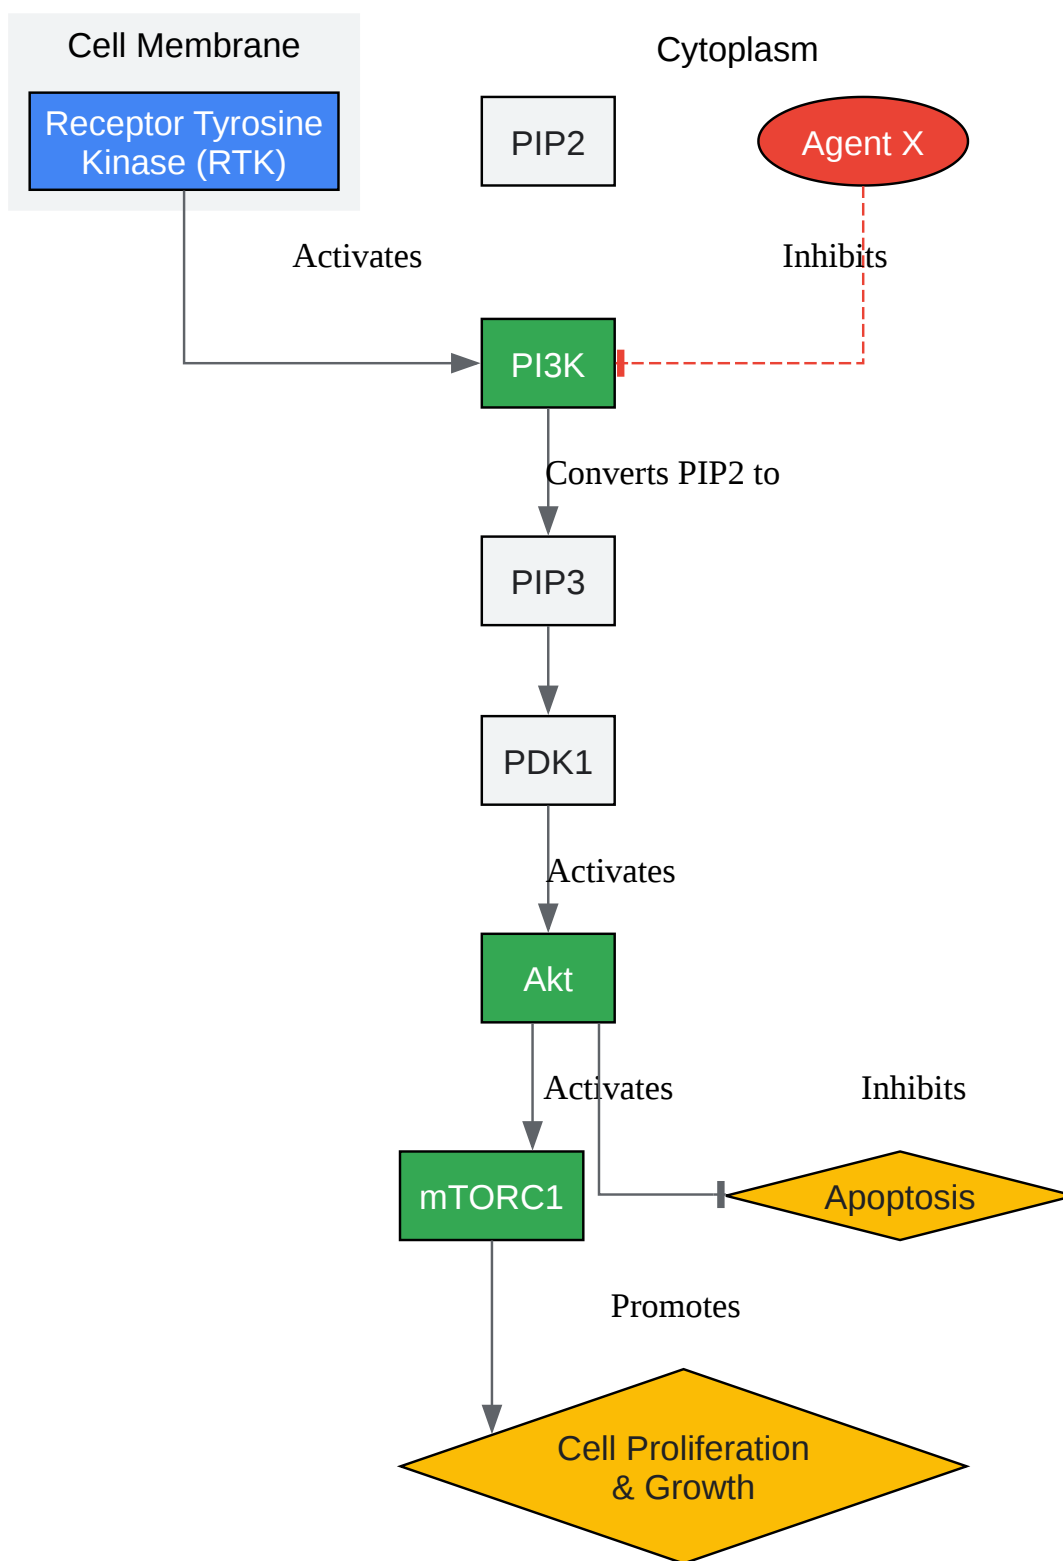 Cell Membrane
Cytoplasm
Receptor Tyrosine
Kinase (RTK)
PIP2
Agent X
Activates
Inhibits
PI3K
Converts PIP2 to
PIP3
PDK1
Activates
Akt
Activates
Inhibits
mTORC1
Apoptosis
Promotes
Cell Proliferation
& Growth